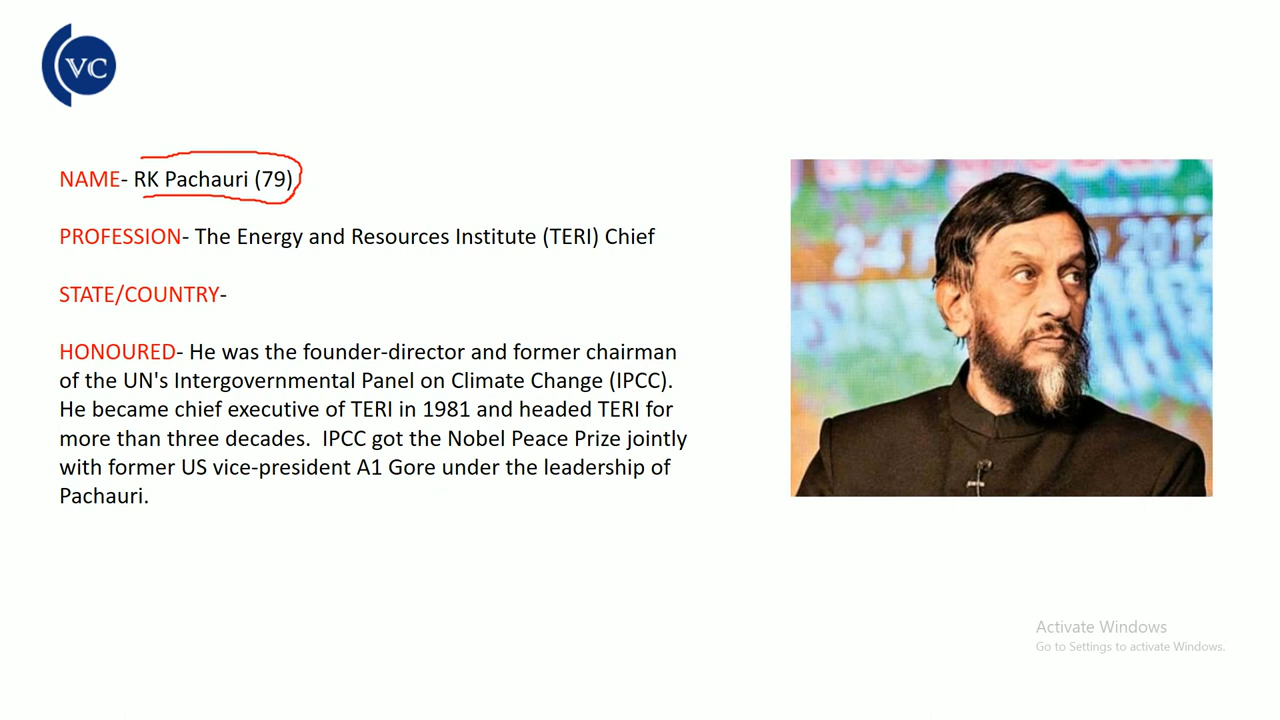 VC
NAME- RK Pachauri (79)
PROFESSION- The Energy and Resources Institute (TERI) Chief
STATE/COUNTRY-
HONOURED- He was the founder-director and former chairman
of the UN's Intergovernmental Panel on Climate Change (IPCC).
He became chief executive of TERI in 1981 and headed TERI for
more than three decades.  IPCC got the Nobel Peace Prize jointly
with former US vice-president A1 Gore under the leadership of
Pachauri.
2-4
2012
Activate Windows
Go to Settings to activate Windows.